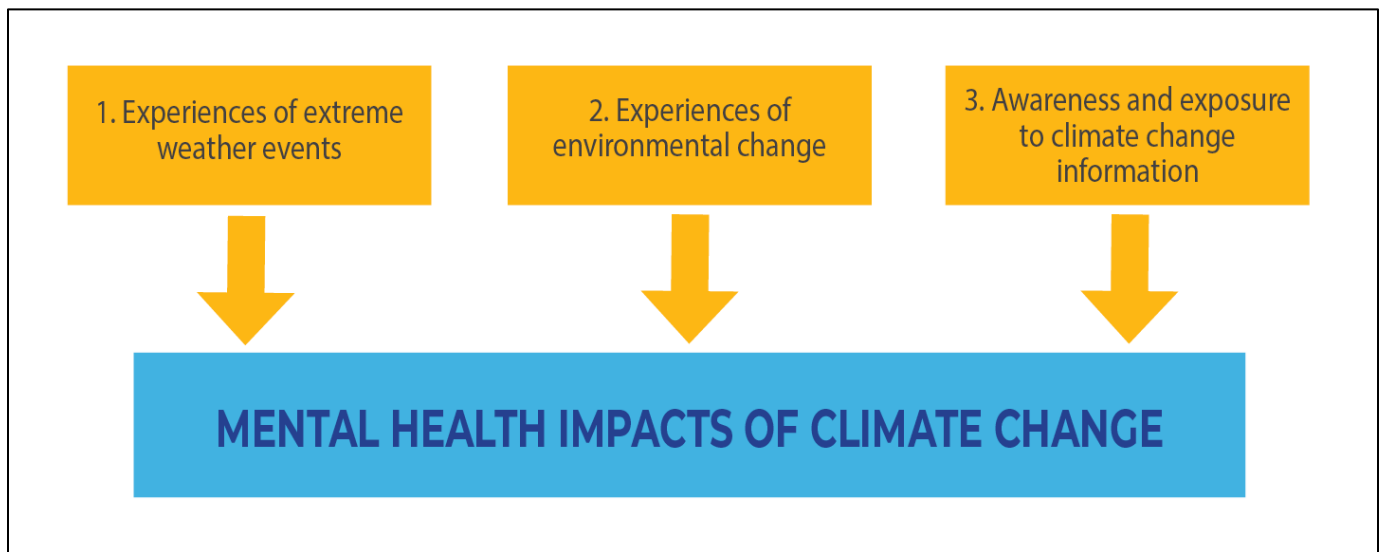 1. Experiences of extreme
weather events
2. Experiences of
environmental change
3. Awareness and exposure
to climate change
information
MENTAL HEALTH IMPACTS OF CLIMATE CHANGE